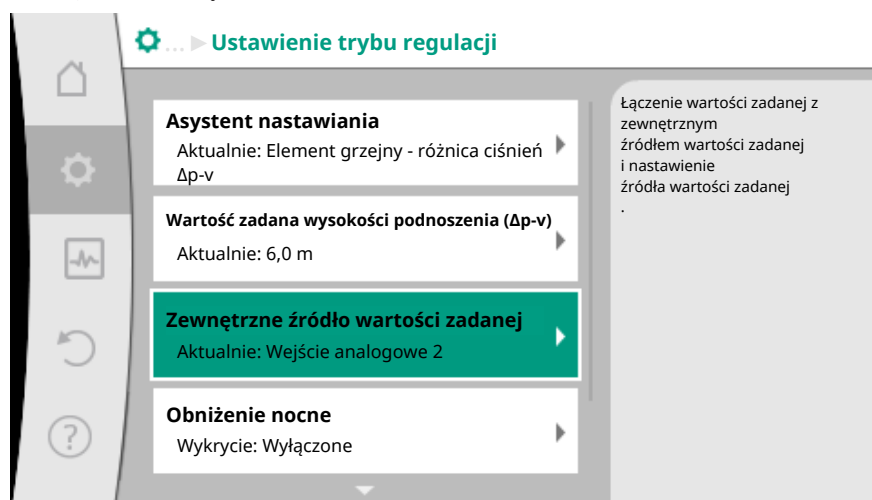 ... Ustawienie trybu regulacji
Asystent nastawiania
Aktualnie: Element grzejny - różnica ciśnień
Δp-v
Wartość zadana wysokości podnoszenia (Δp-v)
Aktualnie: 6,0 m
Zewnętrzne źródło wartości zadanej
Aktualnie: Wejście analogowe 2
Obniżenie nocne
Wykrycie: Wyłączone
Łączenie wartości zadanej z
zewnętrznym
źródłem wartości zadanej
i nastawienie
źródła wartości zadanej
.
?